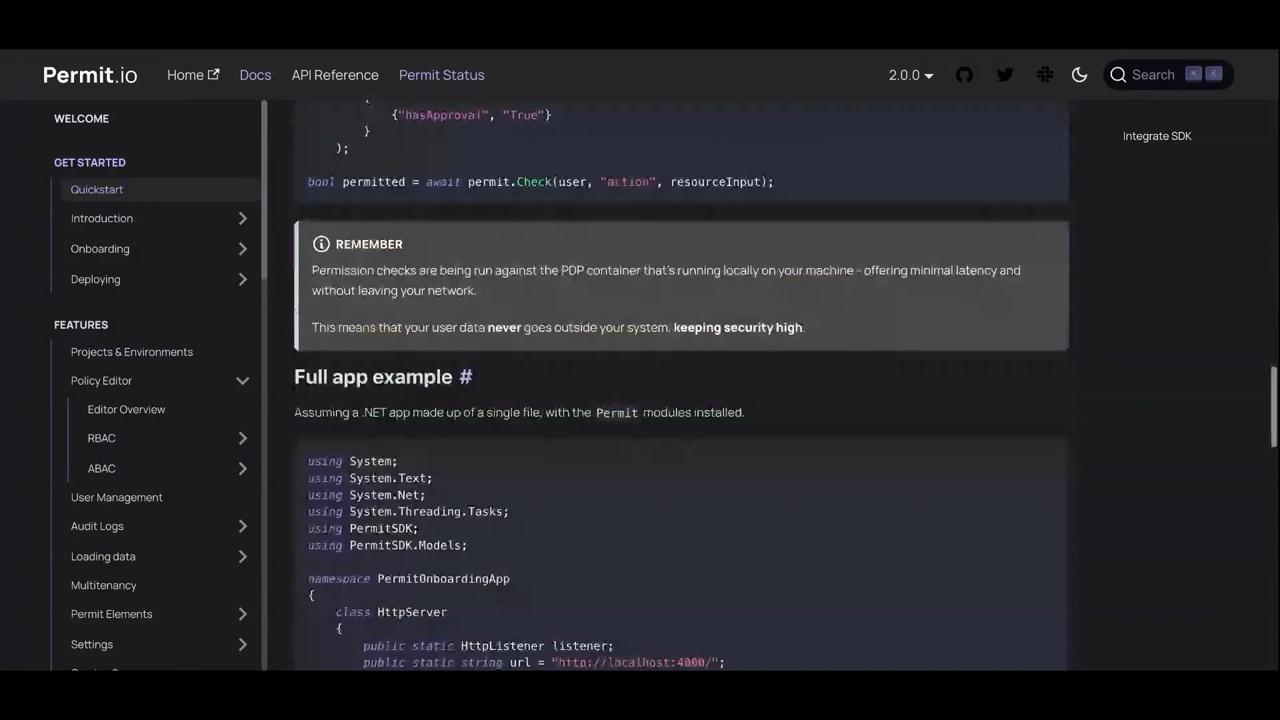 Permit.io
Home
Docs
API Reference
Permit Status
2.0.0
Search ⌘ K
WELCOME
GET STARTED
Quickstart
Introduction
Onboarding
Deploying
FEATURES
Projects & Environments
Policy Editor
Editor Overview
RBAC
ABAC
User Management
Audit Logs
Loading data
Multitenancy
Permit Elements
Settings
{
{"hasApproval", "True"}
}
);
bool permitted = await permit.Check(user, "action", resourceInput);
REMEMBER
Permission checks are being run against the PDP container that's running locally on your machine - offering minimal latency and
without leaving your network.
This means that your user data never goes outside your system, keeping security high.
Full app example #
Assuming a .NET app made up of a single file, with the Permit modules installed.
using System;
using System.Text;
using System.Net;
using System.Threading.Tasks;
using PermitSDK;
using PermitSDK.Models;
namespace PermitOnboardingApp
{
class HttpServer
{
public static HttpListener listener;
public static string url = "http://localhost:4000/";
Integrate SDK